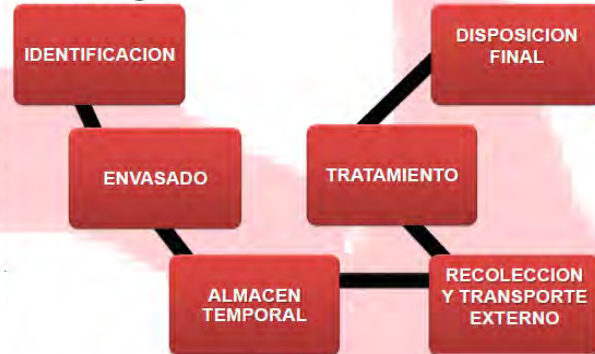 IDENTIFICACION
ENVASADO
ALMACEN
TEMPORAL
RECOLECCION
Y TRANSPORTE
EXTERNO
TRATAMIENTO
DISPOSICION
FINAL